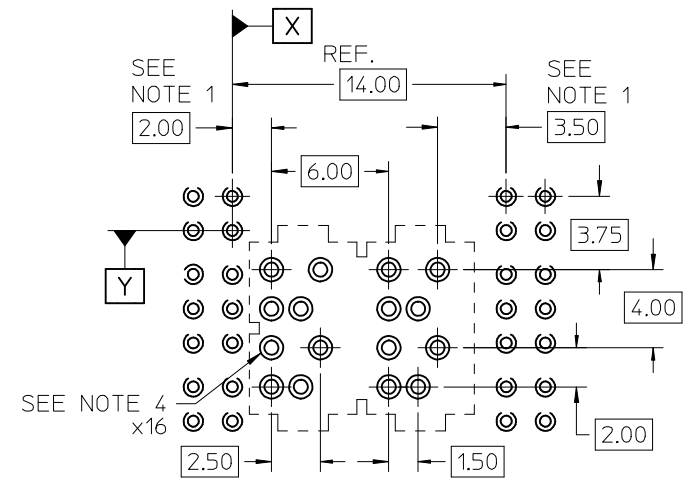 X
REF.
SEE
NOTE 1
14.00
SEE
NOTE 1
2.00
3.50
6.00
3.75
Y
4.00
SEE NOTE 4
x16
2.00
2.50
1.50